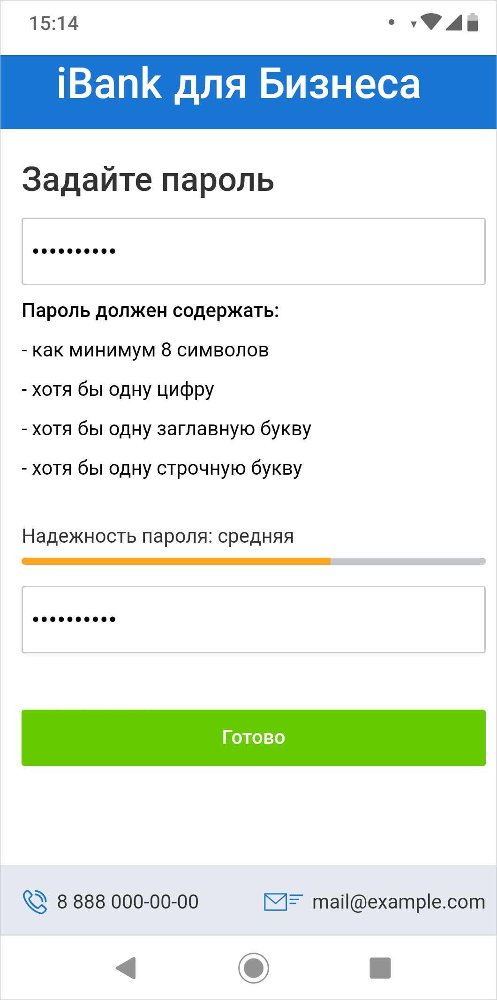 15:14
iBank для Бизнеса
Задайте пароль
••••••••••
Пароль должен содержать:
- как минимум 8 символов
- хотя бы одну цифру
- хотя бы одну заглавную букву
- хотя бы одну строчную букву
Надежность пароля: средняя
••••••••••
Готово
8 888 000-00-00 mail@example.com